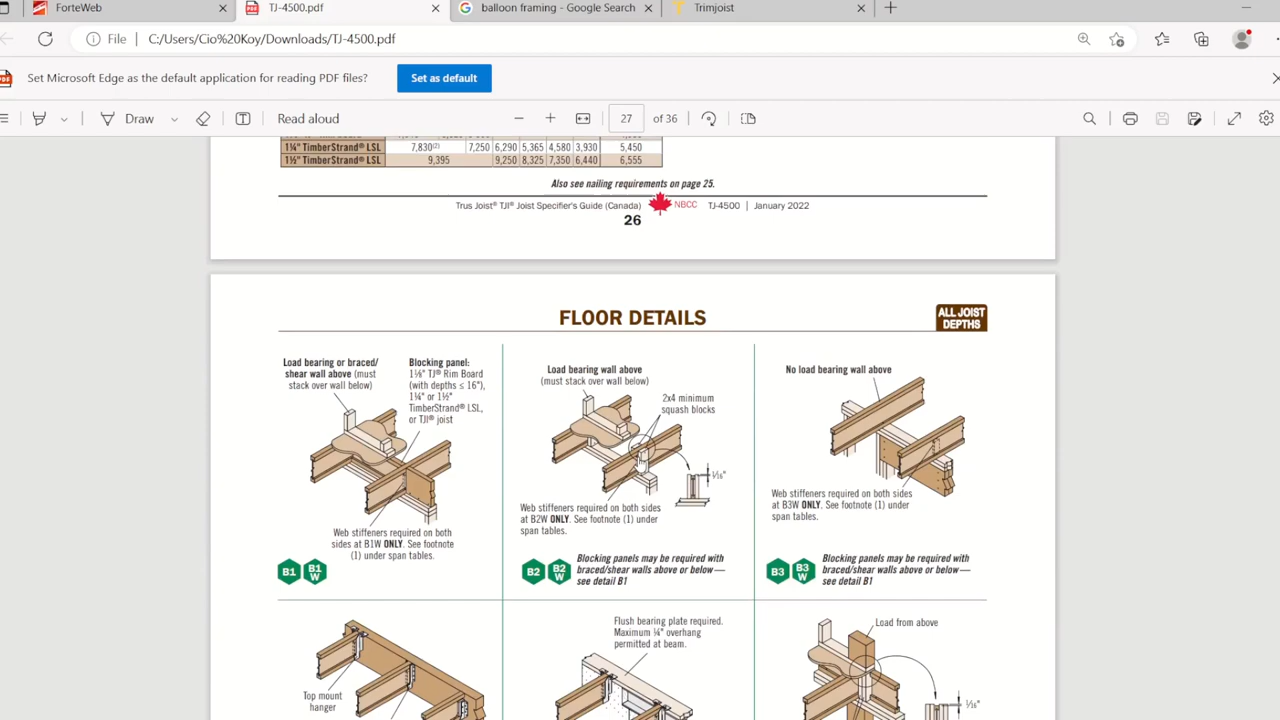 ForteWeb
TJ-4500.pdf
balloon framing - Google Search
Trimjoist
File
C:/Users/Cio%20Koy/Downloads/TJ-4500.pdf
Set Microsoft Edge as the default application for reading PDF files?
Set as default
Draw
Read aloud
27
of 36
1¼" TimberStrand® LSL 7,830(2) 7,250 6,290 5,365 4,580 3,930 5,450
1½" TimberStrand® LSL 9,395 9,250 8,325 7,350 6,440 6,555
Also see nailing requirements on page 25.
Trus Joist® TJI® Joist Specifier's Guide (Canada) NBCC TJ-4500 | January 2022
26
FLOOR DETAILS
ALL JOIST
DEPTHS
Load bearing or braced/
shear wall above (must
stack over wall below)
Blocking panel:
1⅛" TJ® Rim Board
(with depths ≤ 16"),
1¼" or 1½"
TimberStrand® LSL,
or TJI® joist
Web stiffeners required on both
sides at B1W ONLY. See footnote
(1) under span tables.
B1
B1
W
Load bearing wall above
(must stack over wall below)
2x4 minimum
squash blocks
1/16"
Web stiffeners required on both sides
at B2W ONLY. See footnote (1) under
span tables.
B2
B2
W
Blocking panels may be required with
braced/shear walls above or below—
see detail B1
No load bearing wall above
Web stiffeners required on both sides
at B3W ONLY. See footnote (1) under
span tables.
B3
B3
W
Blocking panels may be required with
braced/shear walls above or below—
see detail B1
Top mount
hanger
Flush bearing plate required.
Maximum ¼" overhang
permitted at beam.
Load from above
1/16"